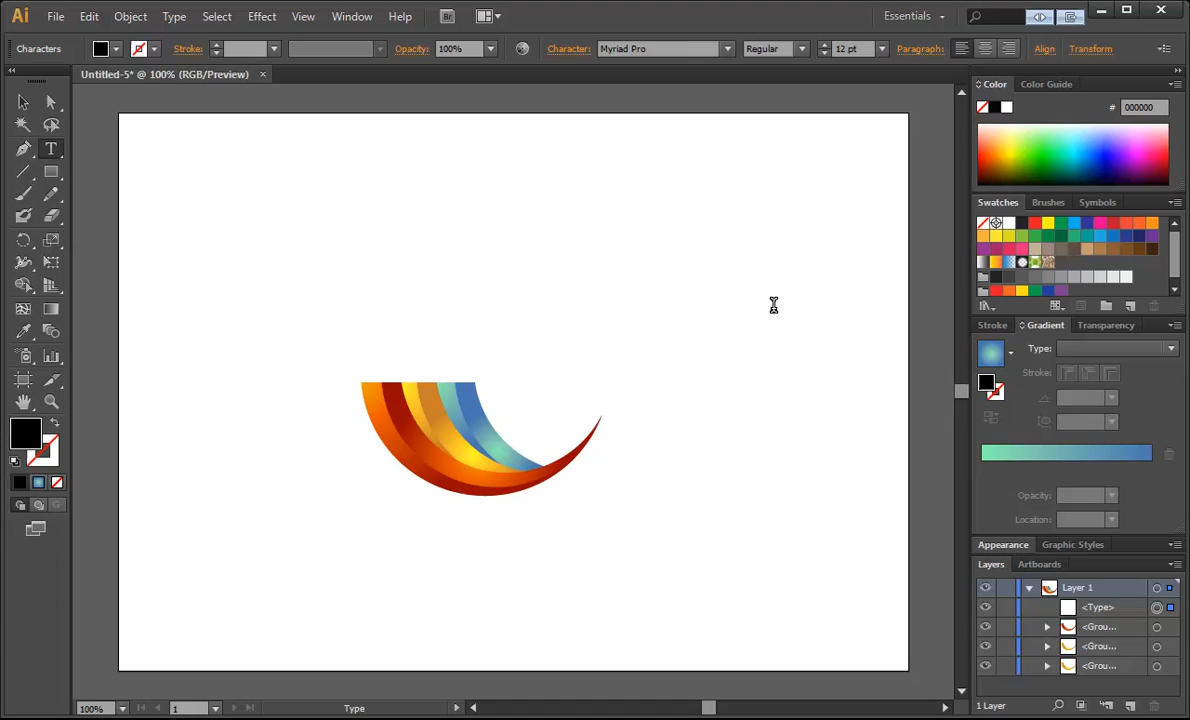 Ai File Edit Object Type Select Effect View Window Help Br Essentials
Characters Stroke: Opacity: 100% Character: Myriad Pro Regular 12 pt Paragraph: Align Transform
Untitled-5* @ 100% (RGB/Preview) ×
Color Color Guide
# 000000
Swatches Brushes Symbols
Stroke Gradient Transparency
Type:
Stroke:
Opacity:
Location:
Appearance Graphic Styles
Layers Artboards
Layer 1
<Type>
<Grou...
<Grou...
<Grou...
1 Layer
100% 1 Type